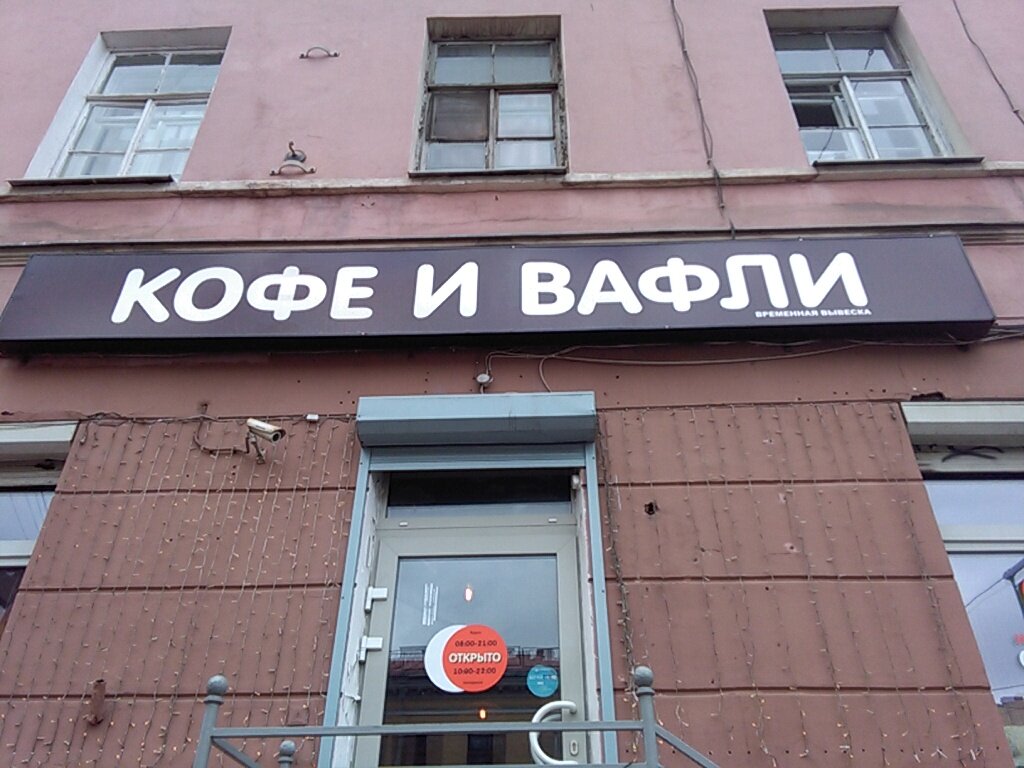 КОФЕ И ВАФЛИ
ВРЕМЕННАЯ ВЫВЕСКА
08:00-21:00
ОТКРЫТО
10:00-22:00